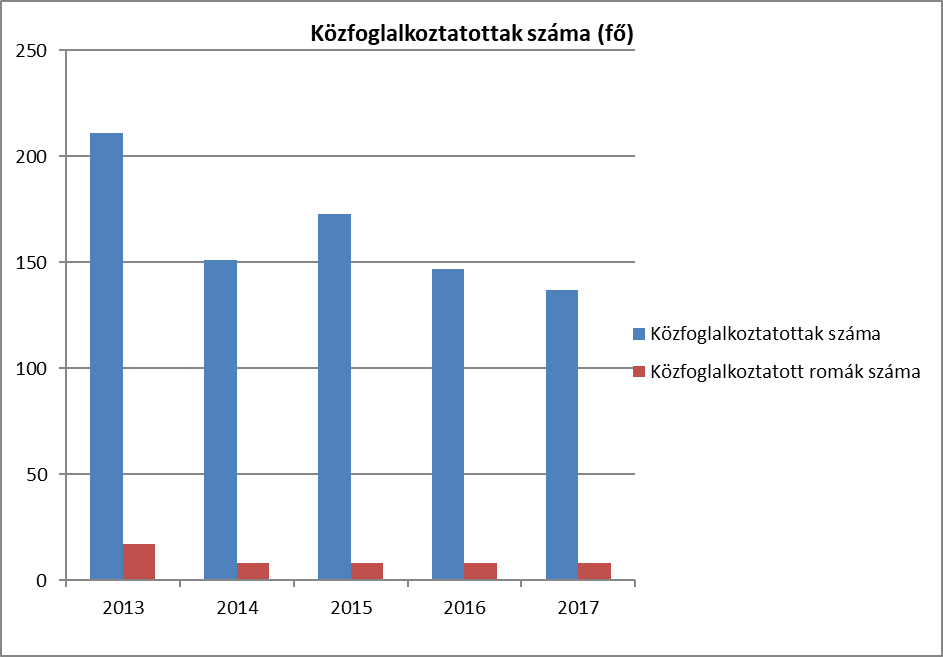 Közfoglalkoztatottak száma (fő)
250
200
150
100
50
0
2013 2014 2015 2016 2017
Közfoglalkoztatottak száma
Közfoglalkoztatott romák száma